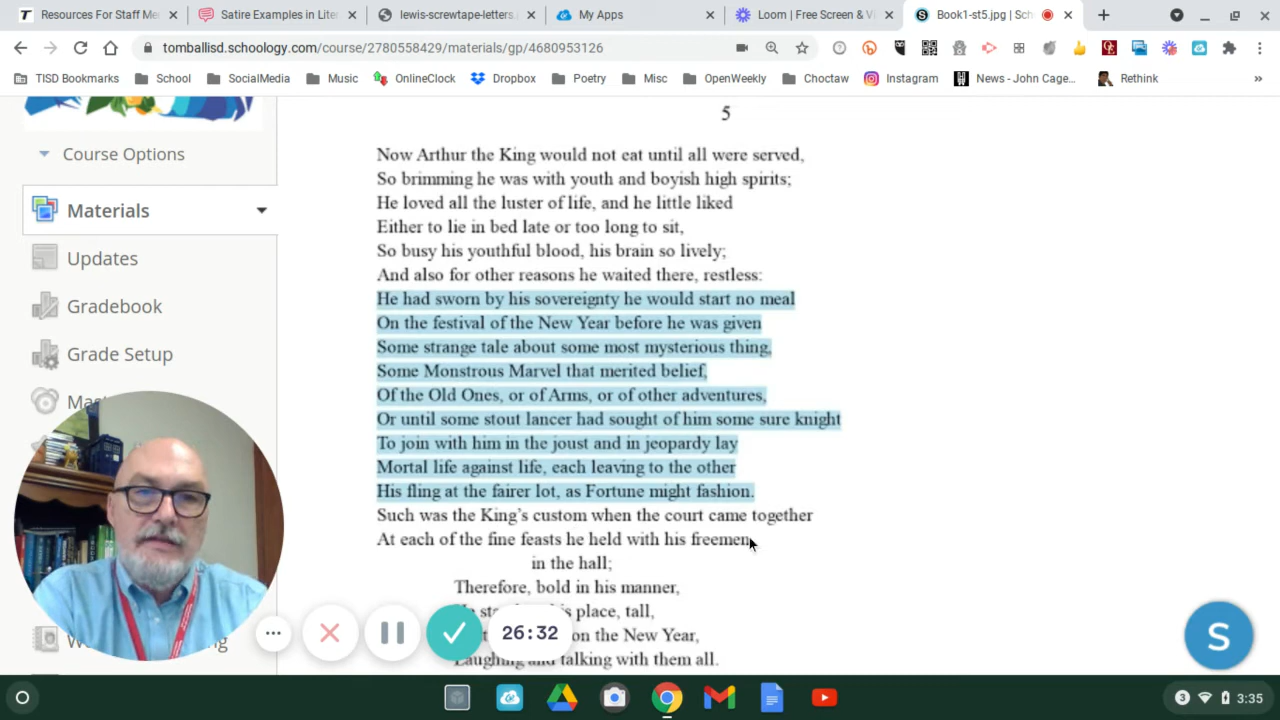 Resources For Staff Me
Satire Examples in Lite
lewis-screwtape-letters.
My Apps
Loom | Free Screen & Vi
Book1-st5.jpg | Sch
tomballisd.schoology.com/course/2780558429/materials/gp/4680953126
TISD Bookmarks
School
SocialMedia
Music
OnlineClock
Dropbox
Poetry
Misc
OpenWeekly
Choctaw
Instagram
News - John Cage...
Rethink
»
Course Options
Materials
Updates
Gradebook
Grade Setup
Mas
5
Now Arthur the King would not eat until all were served,
So brimming he was with youth and boyish high spirits;
He loved all the luster of life, and he little liked
Either to lie in bed late or too long to sit,
So busy his youthful blood, his brain so lively;
And also for other reasons he waited there, restless:
He had sworn by his sovereignty he would start no meal
On the festival of the New Year before he was given
Some strange tale about some most mysterious thing,
Some Monstrous Marvel that merited belief,
Of the Old Ones, or of Arms, or of other adventures,
Or until some stout lancer had sought of him some sure knight
To join with him in the joust and in jeopardy lay
Mortal life against life, each leaving to the other
His fling at the fairer lot, as Fortune might fashion.
Such was the King's custom when the court came together
At each of the fine feasts he held with his freemen
in the hall;
Therefore, bold in his manner,
place, tall,
on the New Year,
Laughing and talking with them all.
26:32
S
3
3:35